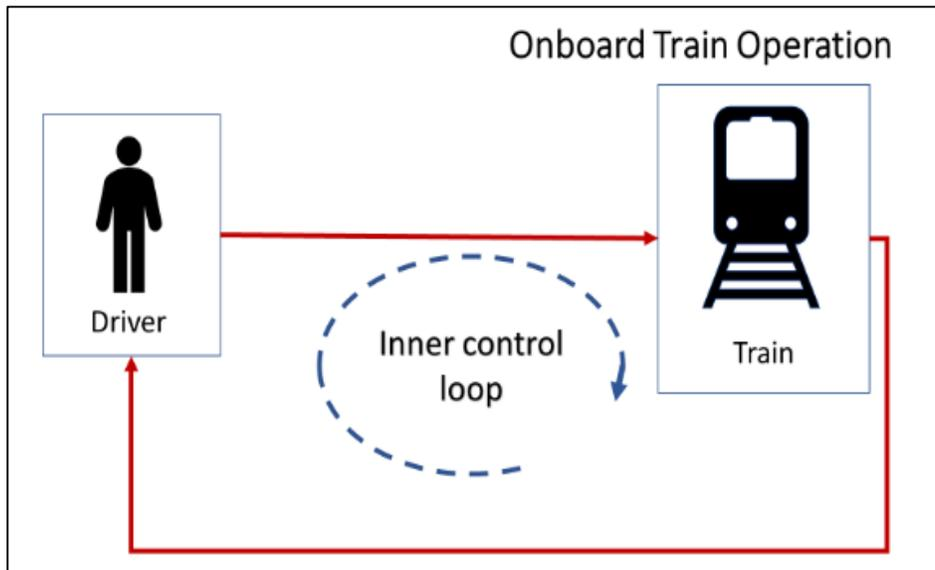 Onboard Train Operation
Driver
Inner control
loop
Train